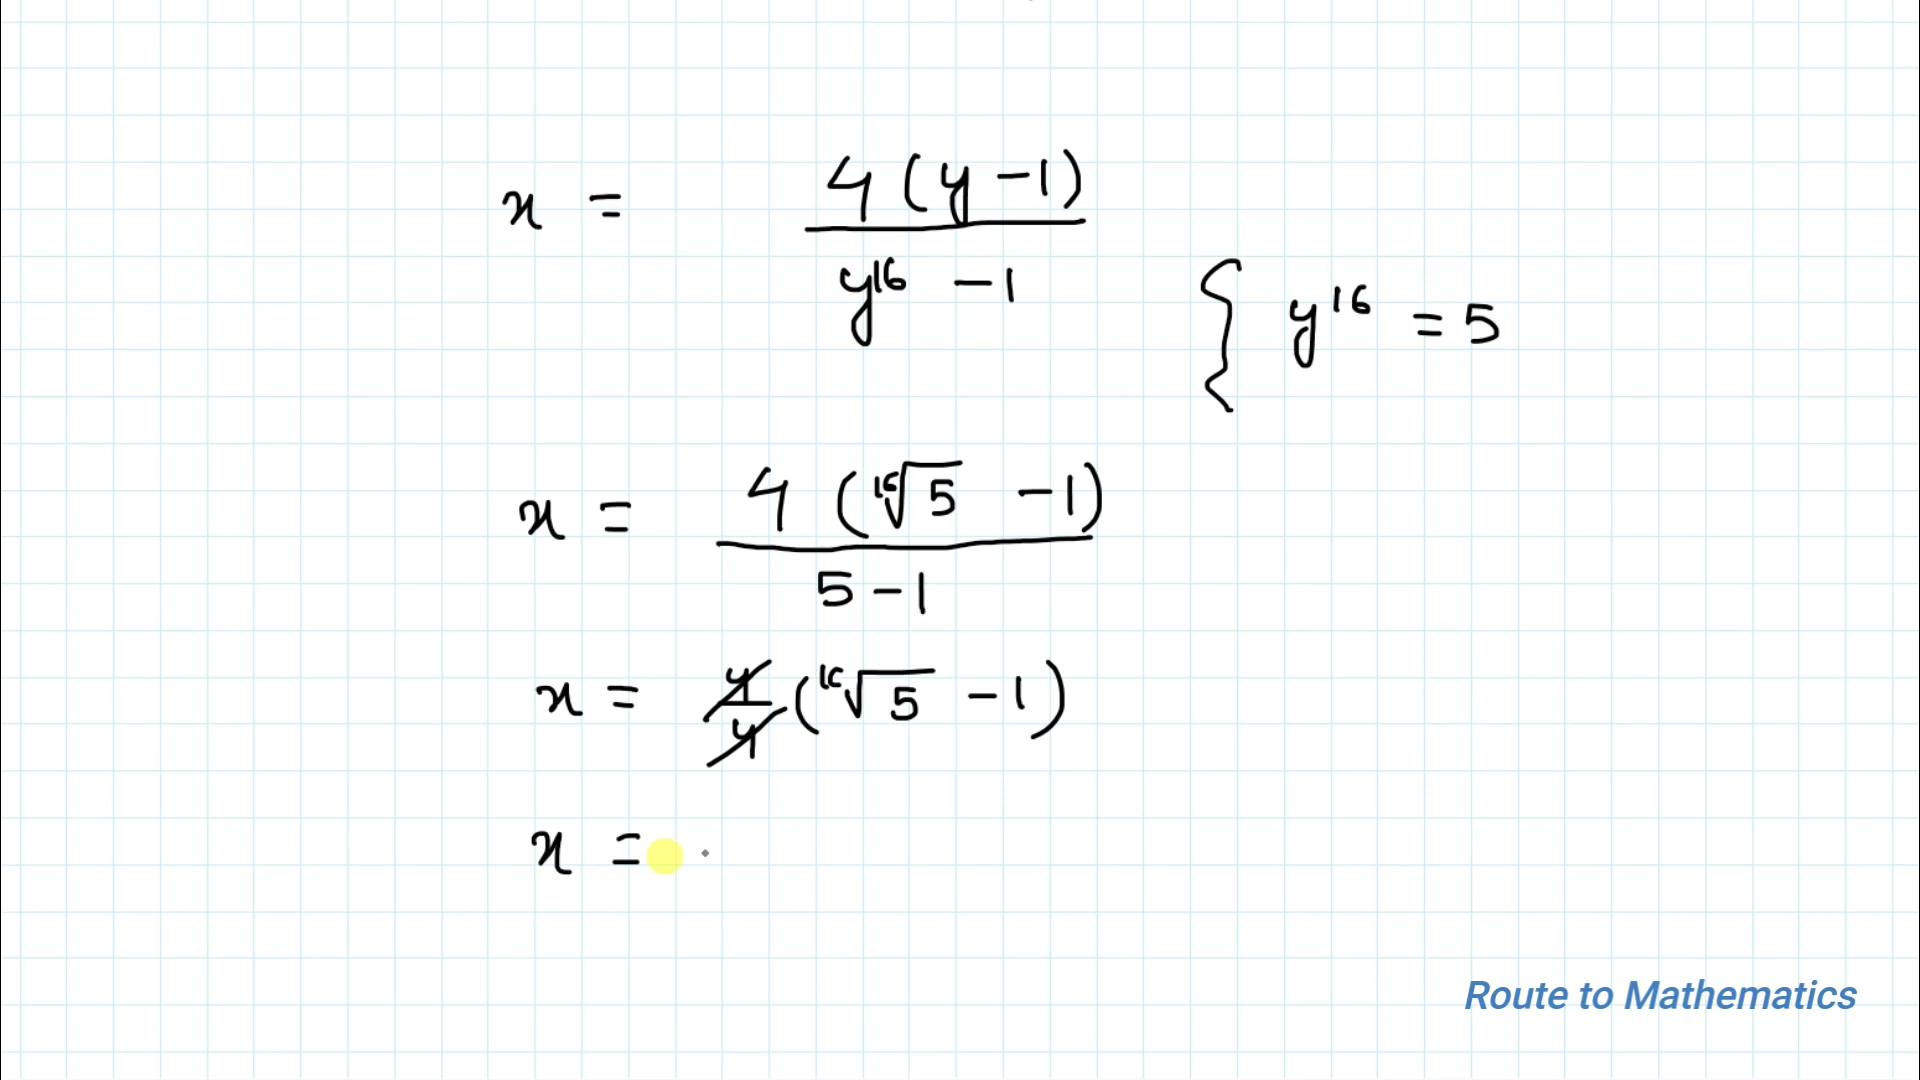 x = 4(y-1)
y¹⁶ - 1
{ y¹⁶ = 5
x = 4 (¹⁶√5 - 1)
5 - 1
x = 4/4 (¹⁶√5 - 1)
x =
Route to Mathematics